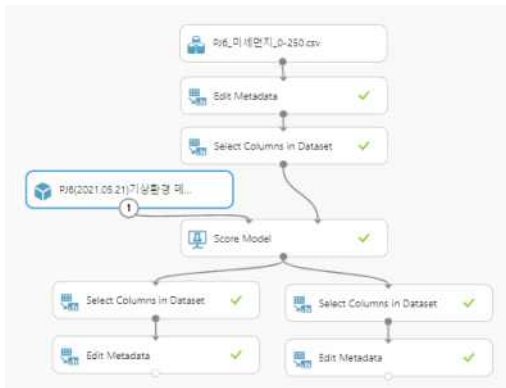 PJ6_미세먼지_0-250.csv
Edit Metadata
Select Columns in Dataset
PJ6(2021.05.21)기상환경 메...
1
Score Model
Select Columns in Dataset
Select Columns in Dataset
Edit Metadata
Edit Metadata